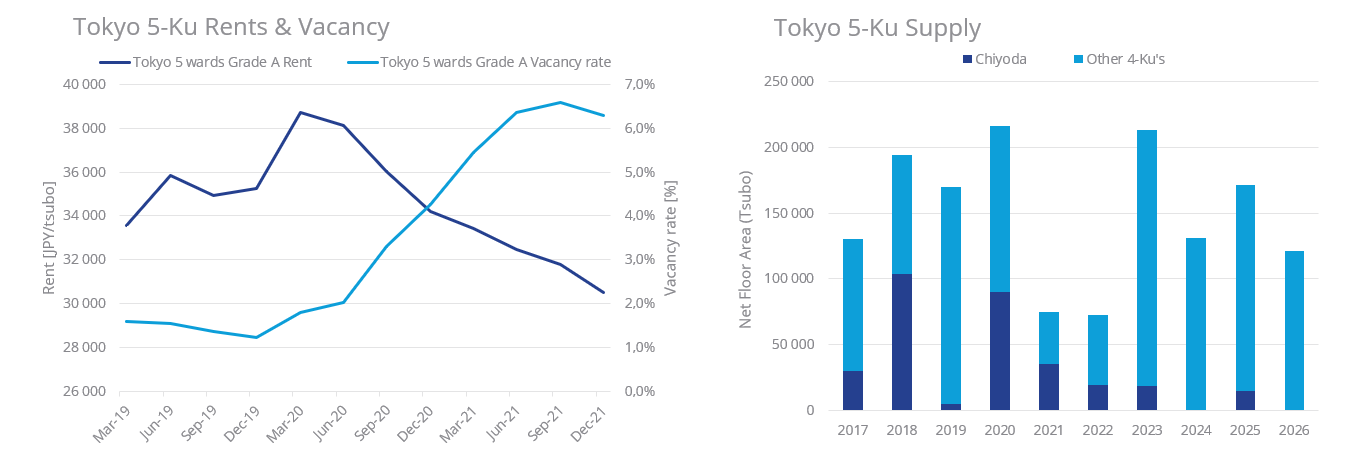 Tokyo 5-Ku Rents & Vacancy
Tokyo 5 wards Grade A Rent
Tokyo 5 wards Grade A Vacancy rate
40 000
38 000
36 000
34 000
32 000
30 000
28 000
26 000
Rent [JPY/tsubo]
7,0%
6,0%
5,0%
4,0%
3,0%
2,0%
1,0%
0,0%
Vacancy rate [%]
Mar-19
Jun-19
Sep-19
Dec-19
Mar-20
Jun-20
Sep-20
Dec-20
Mar-21
Jun-21
Sep-21
Dec-21
Tokyo 5-Ku Supply
Chiyoda
Other 4-Ku's
250 000
200 000
150 000
100 000
50 000
0
Net Floor Area (Tsubo)
2017
2018
2019
2020
2021
2022
2023
2024
2025
2026